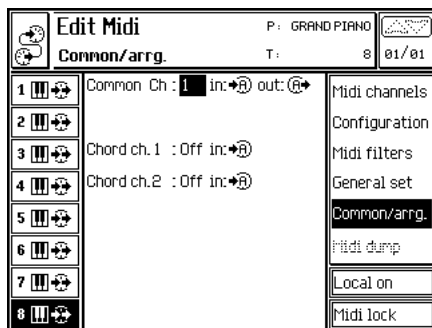 Edit Midi
P: GRAND PIANO
Common/arrg.
T: 8
01/01
1
2
3
4
5
6
7
8
Common Ch : 1 in:➜Ⓐ out: Ⓐ➜
Chord ch. 1 : Off in:➜Ⓐ
Chord ch. 2 : Off in:➜Ⓐ
Midi channels
Configuration
Midi filters
General set
Common/arrg.
Midi dump
Local on
Midi lock